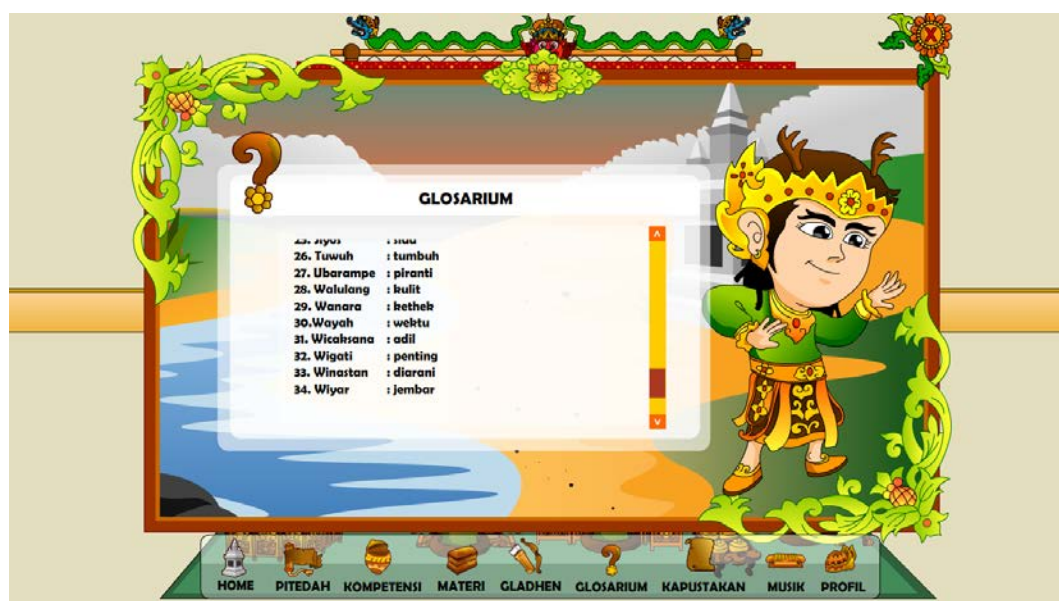 X
GLOSARIUM
26. Tuwuh : tumbuh
27. Ubarampe : piranti
28. Walulang : kulit
29. Wanara : kethek
30.Wayah : wektu
31. Wicaksana : adil
32. Wigati : penting
33. Winastan : diarani
34. Wiyar : jembar
HOME PITEDAH KOMPETENSI MATERI GLADHEN GLOSARIUM KAPUSTAKAN MUSIK PROFIL